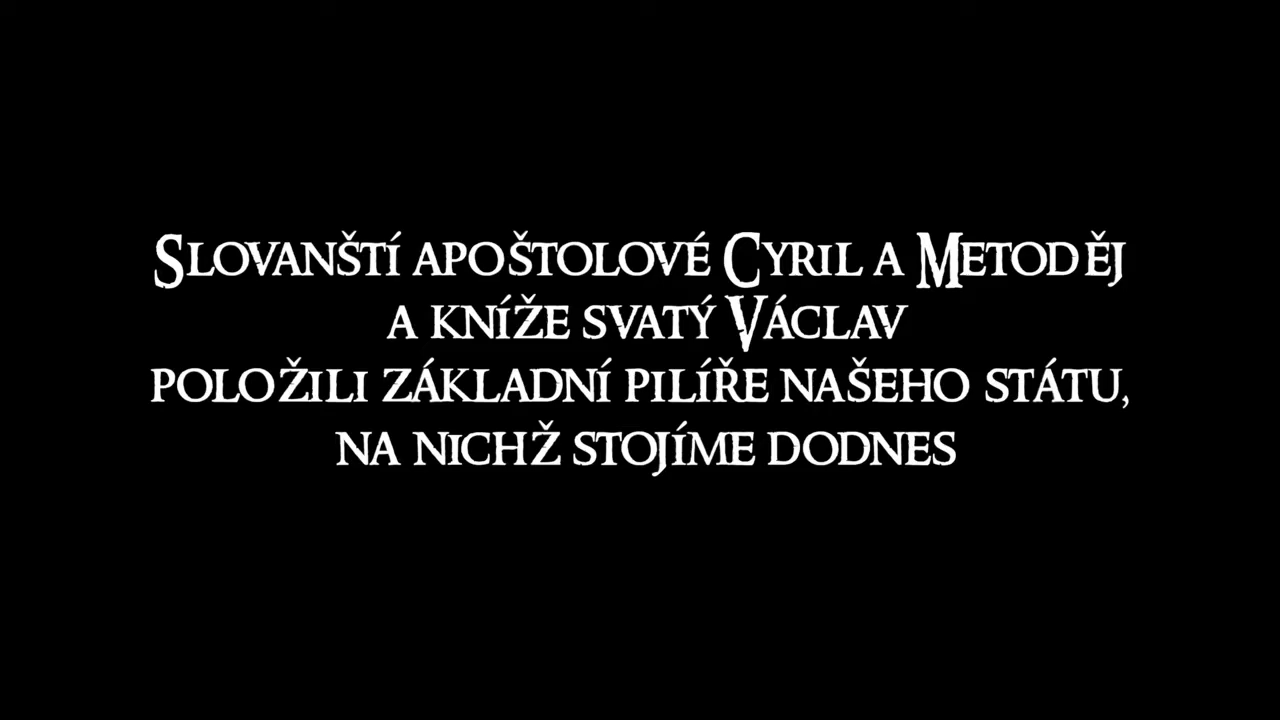 Slovanští apoštolové Cyril a Metoděj
a kníže svatý Václav
položili základní pilíře našeho státu,
na nichž stojíme dodnes